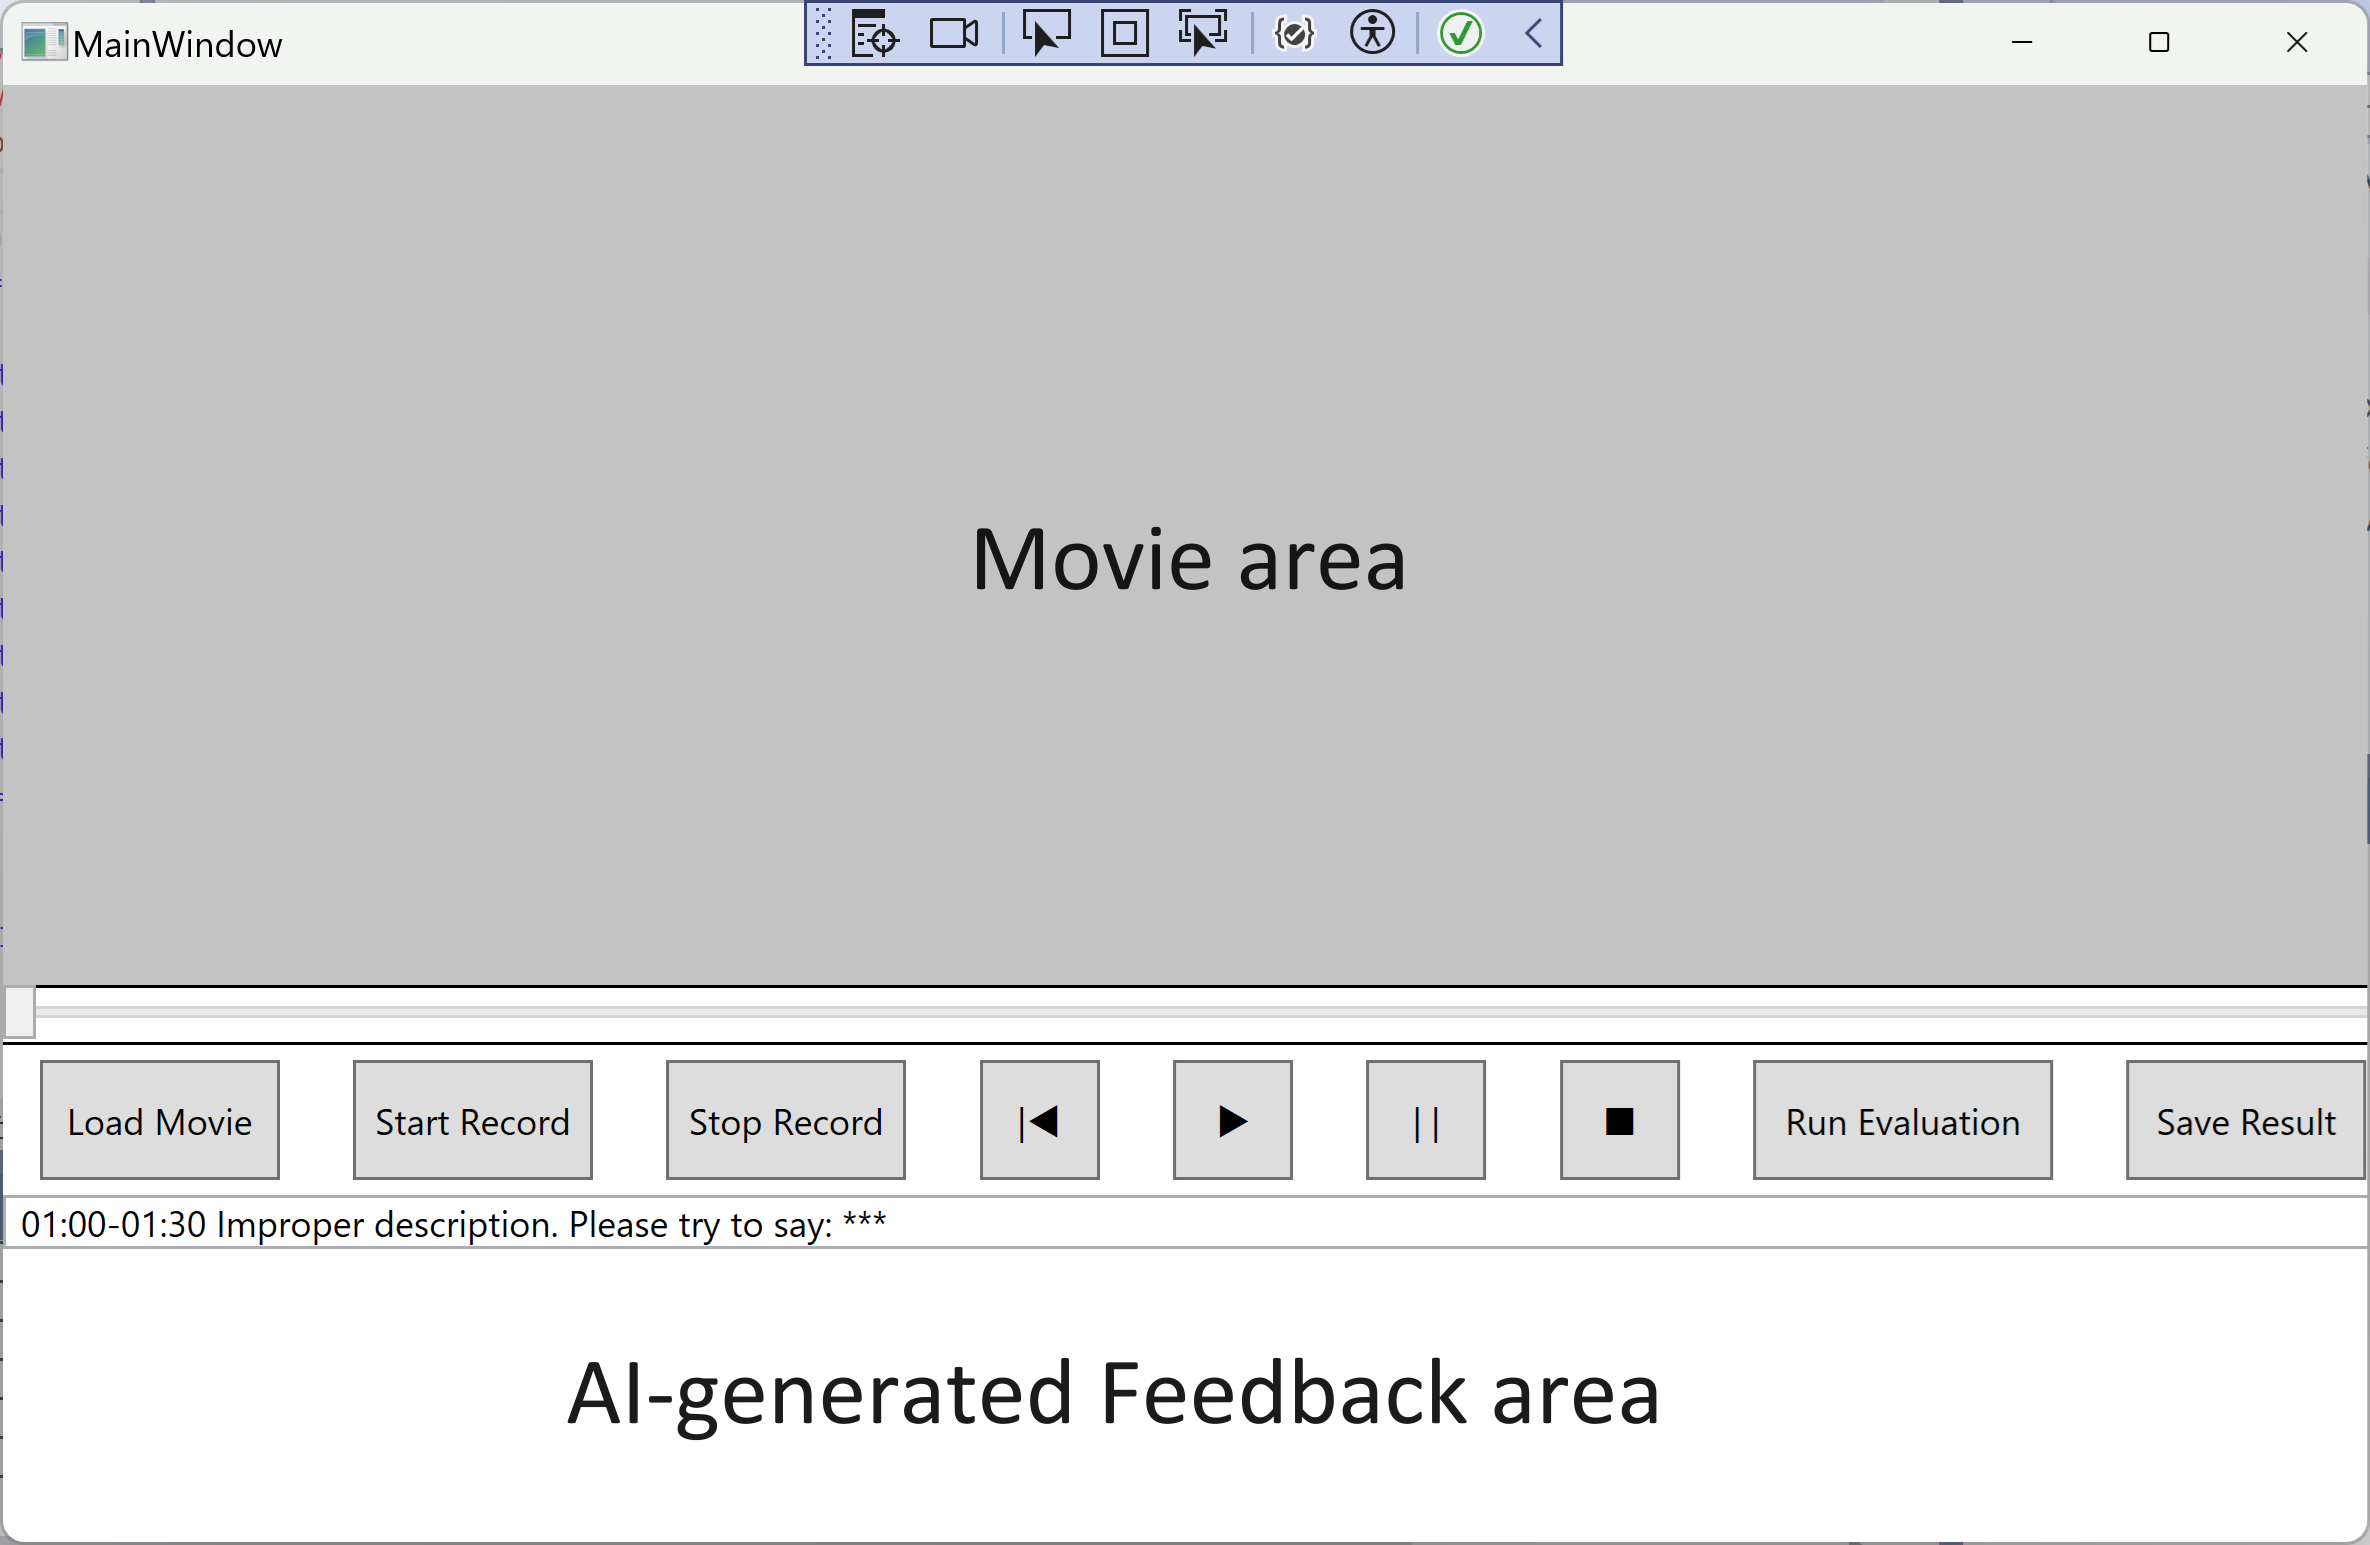 MainWindow
Movie area
Load Movie Start Record Stop Record Run Evaluation Save Result
01:00-01:30 Improper description. Please try to say: ***
AI-generated Feedback area